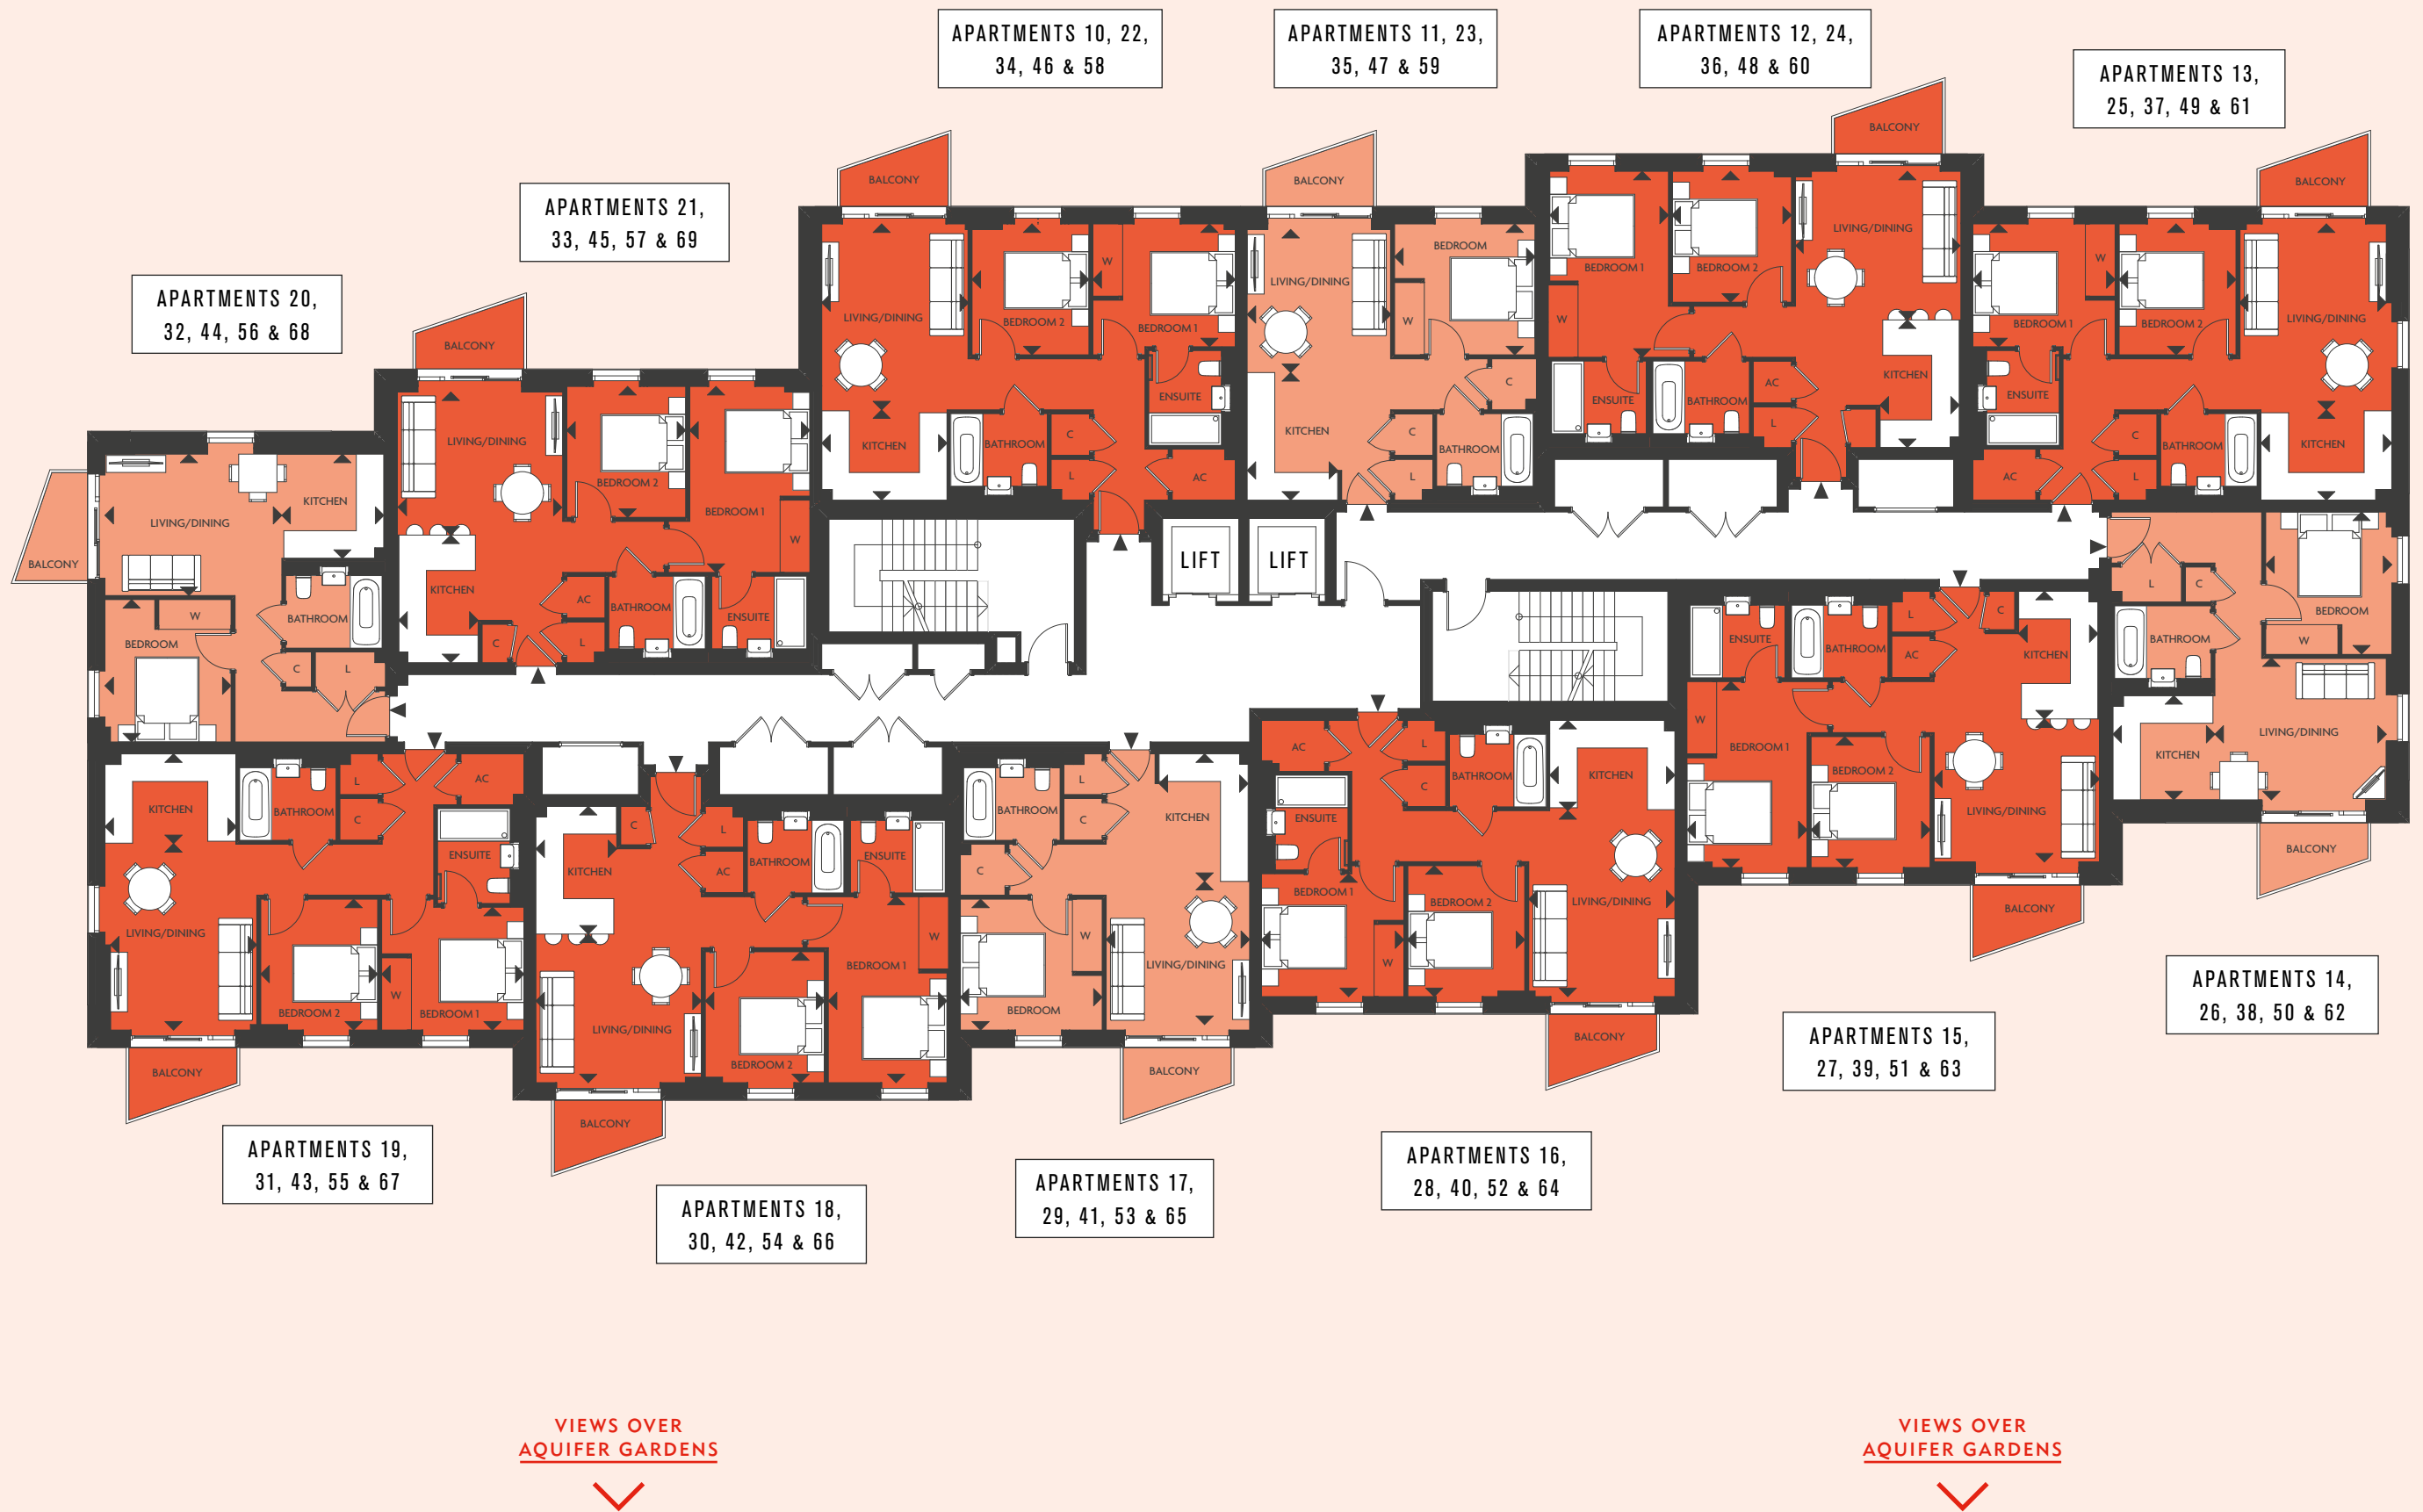 APARTMENTS 10, 22,
34, 46 & 58
APARTMENTS 11, 23,
35, 47 & 59
APARTMENTS 12, 24,
36, 48 & 60
APARTMENTS 13,
25, 37, 49 & 61
APARTMENTS 21,
33, 45, 57 & 69
APARTMENTS 20,
32, 44, 56 & 68
BALCONY
LIVING/DINING
KITCHEN
BATHROOM
W
BEDROOM
C
L
BALCONY
LIVING/DINING
BEDROOM 2
BEDROOM 1
W
KITCHEN
AC
BATHROOM
ENSUITE
C
L
BALCONY
LIVING/DINING
BEDROOM 2
W
BEDROOM 1
ENSUITE
KITCHEN
BATHROOM
C
L
AC
BALCONY
LIVING/DINING
BEDROOM
W
C
KITCHEN
C
BATHROOM
L
BALCONY
BEDROOM 1
BEDROOM 2
LIVING/DINING
W
KITCHEN
AC
ENSUITE
BATHROOM
L
BALCONY
BEDROOM 1
W
BEDROOM 2
LIVING/DINING
ENSUITE
C
BATHROOM
KITCHEN
AC
L
LIFT
LIFT
L
C
BEDROOM
BATHROOM
W
LIVING/DINING
KITCHEN
BALCONY
ENSUITE
BATHROOM
L
C
AC
KITCHEN
W
BEDROOM 1
BEDROOM 2
LIVING/DINING
BALCONY
AC
L
C
BATHROOM
KITCHEN
ENSUITE
BEDROOM 1
BEDROOM 2
LIVING/DINING
W
BALCONY
L
BATHROOM
C
KITCHEN
C
W
LIVING/DINING
BEDROOM
BALCONY
C
L
BATHROOM
ENSUITE
KITCHEN
AC
W
BEDROOM 1
LIVING/DINING
BEDROOM 2
BALCONY
KITCHEN
BATHROOM
L
AC
C
ENSUITE
LIVING/DINING
W
BEDROOM 2
BEDROOM 1
BALCONY
APARTMENTS 14,
26, 38, 50 & 62
APARTMENTS 15,
27, 39, 51 & 63
APARTMENTS 19,
31, 43, 55 & 67
APARTMENTS 16,
28, 40, 52 & 64
APARTMENTS 17,
29, 41, 53 & 65
APARTMENTS 18,
30, 42, 54 & 66
VIEWS OVER
AQUIFER GARDENS
VIEWS OVER
AQUIFER GARDENS